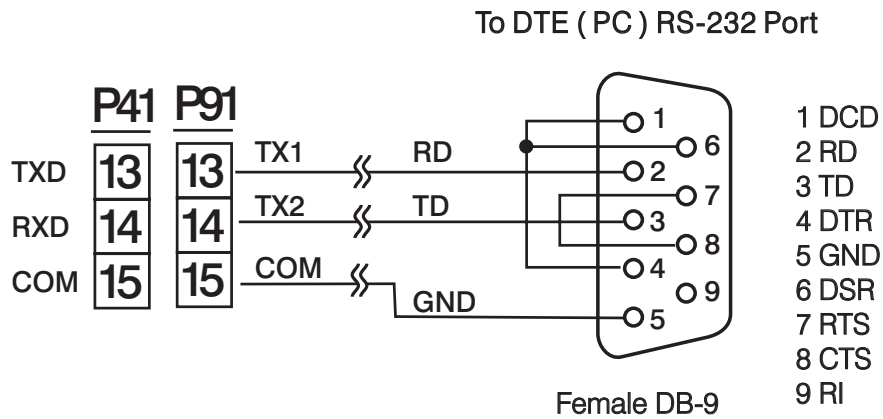 To DTE ( PC ) RS-232 Port
P41 P91
TXD 13 13 TX1 RD
RXD 14 14 TX2 TD
COM 15 15 COM GND
1
6
2
7
3
8
4
9
5
1 DCD
2 RD
3 TD
4 DTR
5 GND
6 DSR
7 RTS
8 CTS
9 RI
Female DB-9